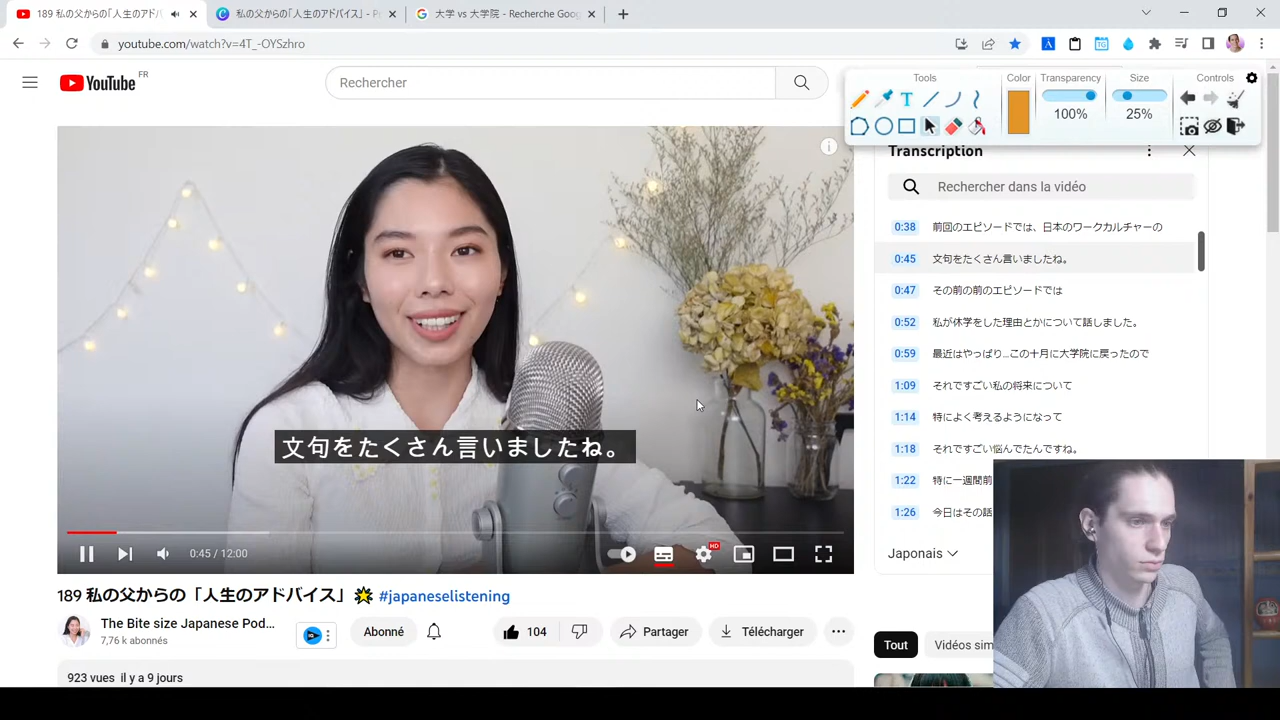 189 私の父からの「人生のアドバ
私の父からの「人生のアドバイス」 - P
大学 vs 大学院 - Recherche Goog
youtube.com/watch?v=4T_-OYSzhro
YouTube FR
Rechercher
Tools
Color
Transparency
Size
Controls
100%
25%
Transcription
Rechercher dans la vidéo
0:38 前回のエピソードでは、日本のワークカルチャーの
0:45 文句をたくさん言いましたね。
0:47 その前の前のエピソードでは
0:52 私が休学をした理由とかについて話しました。
0:59 最近はやっぱり...この十月に大学院に戻ったので
1:09 それですごい私の将来について
1:14 特によく考えるようになって
1:18 それですごい悩んでたんですね。
1:22 特に一週間前
1:26 今日はその話
Japonais
文句をたくさん言いましたね。
0:45 / 12:00
HD
189 私の父からの「人生のアドバイス」 🌟 #japaneselistening
The Bite size Japanese Pod...
7,76 k abonnés
Abonné
104
Partager
Télécharger
Tout
Vidéos sim
923 vues il y a 9 jours